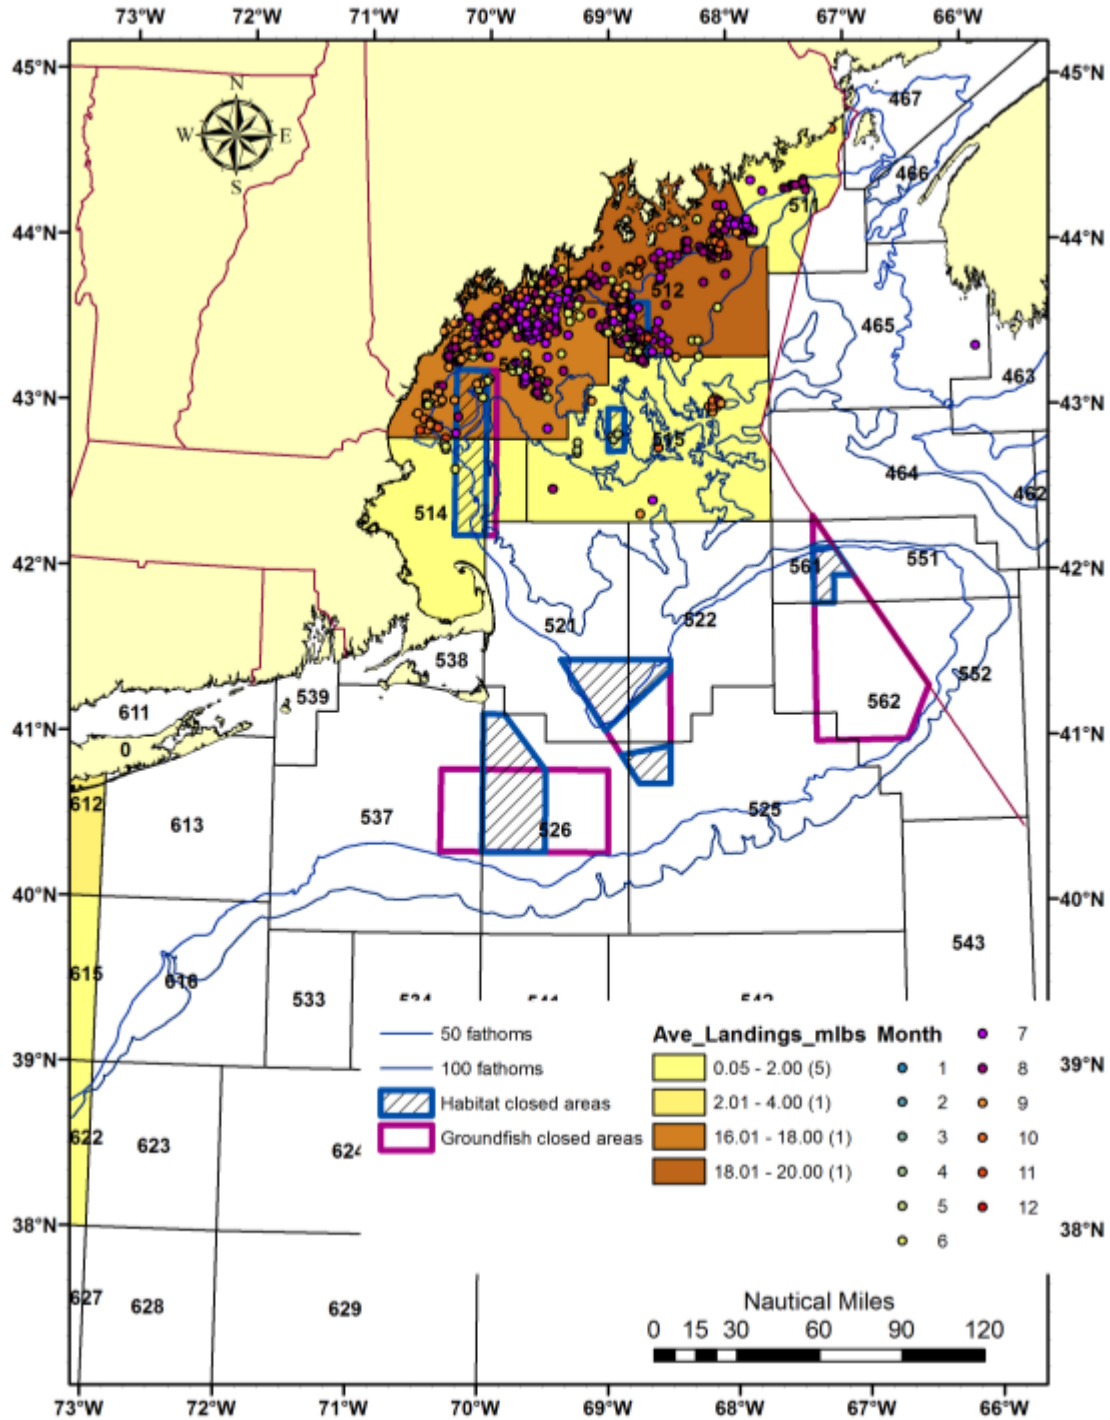 73°W 72°W 71°W 70°W 69°W 68°W 67°W 66°W
45°N 45°N
N
W E
S
467
466
511
44°N 44°N
512
465
463
43°N 43°N
515
464
462
514
42°N 42°N
561 551
521 522
538
539 552
611 562
41°N 41°N
0
612
613 537 526 525
40°N 40°N
543
615 616 533
50 fathoms
100 fathoms
Habitat closed areas
Groundfish closed areas
Ave_Landings_mlbs
0.05 - 2.00 (5)
2.01 - 4.00 (1)
16.01 - 18.00 (1)
18.01 - 20.00 (1)
Month
1
2
3
4
5
6
7
8
9
10
11
12
39°N 39°N
622 623 624
38°N 38°N
627 628 629
Nautical Miles
0 15 30 60 90 120
73°W 72°W 71°W 70°W 69°W 68°W 67°W 66°W